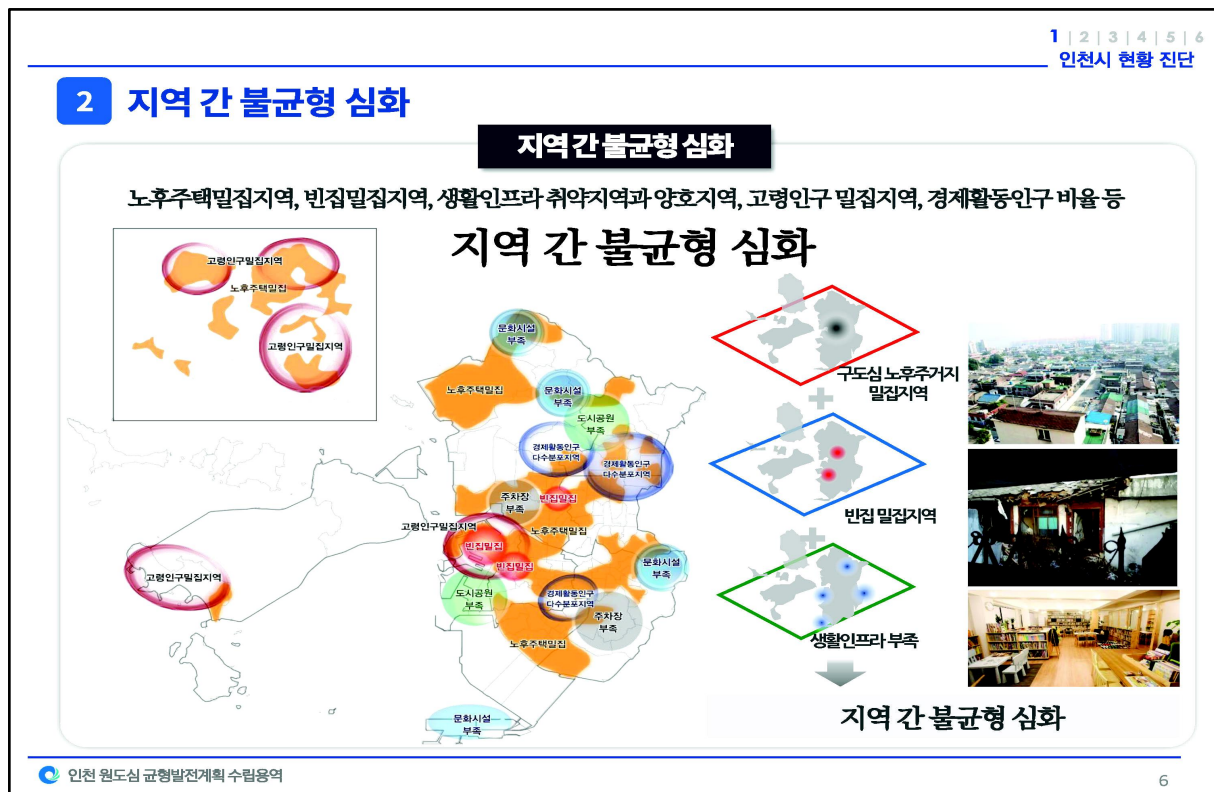 1 | 2 | 3 | 4 | 5 | 6
인천시 현황 진단
2 지역 간 불균형 심화
지역 간 불균형 심화
노후주택밀집지역, 빈집밀집지역, 생활인프라 취약지역과 양호지역, 고령인구 밀집지역, 경제활동인구 비율 등
지역 간 불균형 심화
고령인구밀집지역
노후주택밀집
고령인구밀집지역
문화시설
부족
노후주택밀집
문화시설
부족
도시공원
부족
경제활동인구
다수분포지역
경제활동인구
다수분포지역
주차장
부족
빈집밀집
고령인구밀집지역
노후주택밀집
빈집밀집
빈집밀집
문화시설
부족
고령인구밀집지역
도시공원
부족
경제활동인구
다수분포지역
주차장
부족
노후주택밀집
문화시설
부족
구도심 노후주거지
밀집지역
+
빈집 밀집지역
+
생활인프라 부족
지역 간 불균형 심화
인천 원도심 균형발전계획 수립용역
6